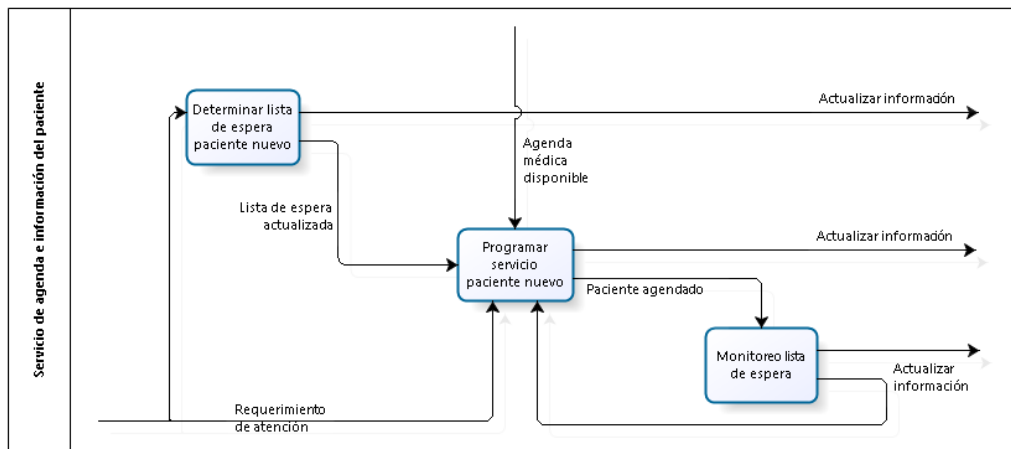 Servicio de agenda e información del paciente
Determinar lista
de espera
paciente nuevo
Actualizar información
Agenda
médica
disponible
Lista de espera
actualizada
Programar
servicio
paciente nuevo
Actualizar información
Paciente agendado
Monitoreo lista
de espera
Actualizar
información
Requerimiento
de atención